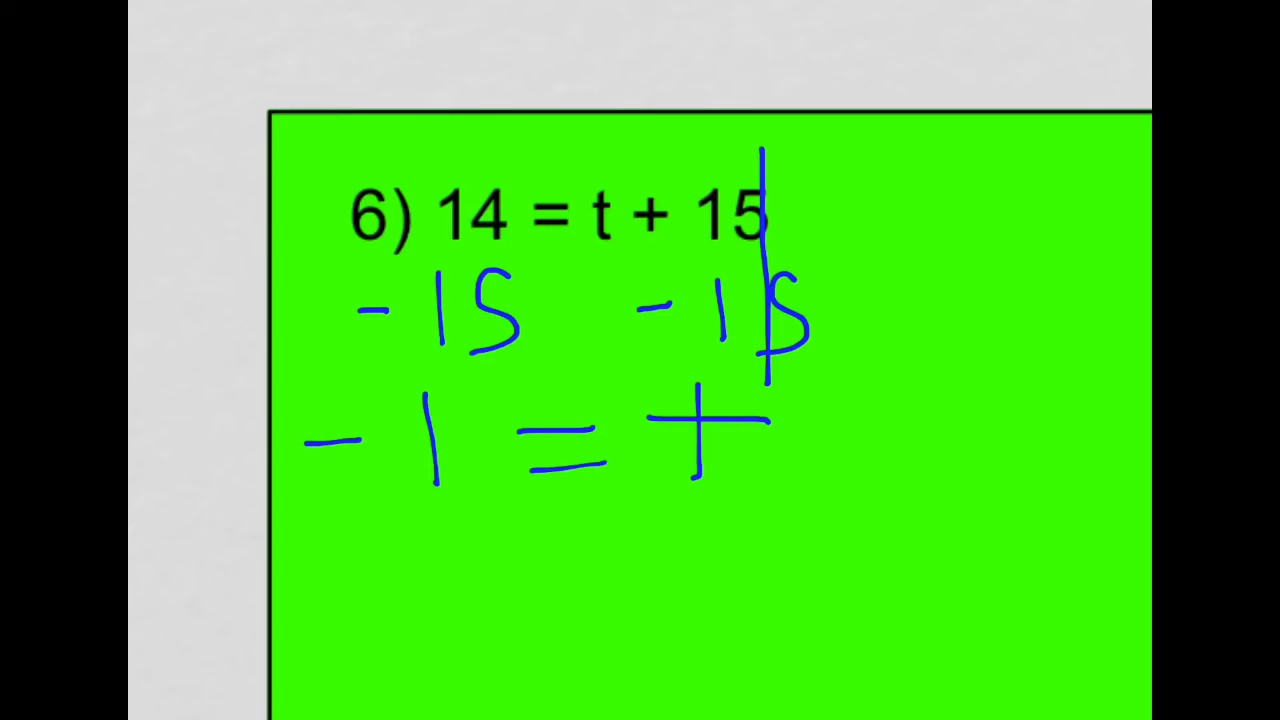 6) 14 = t + 15
- 15 - 15
- 1 = t